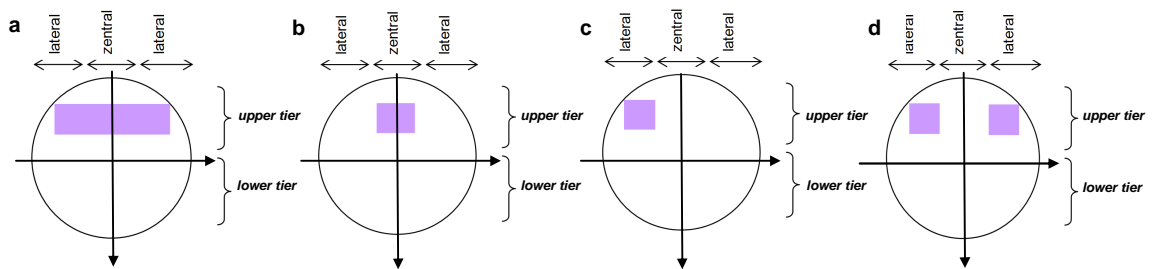 a
lateral
zentral
lateral
upper tier
lower tier
b
lateral
zentral
lateral
upper tier
lower tier
c
lateral
zentral
lateral
upper tier
lower tier
d
lateral
zentral
lateral
upper tier
lower tier